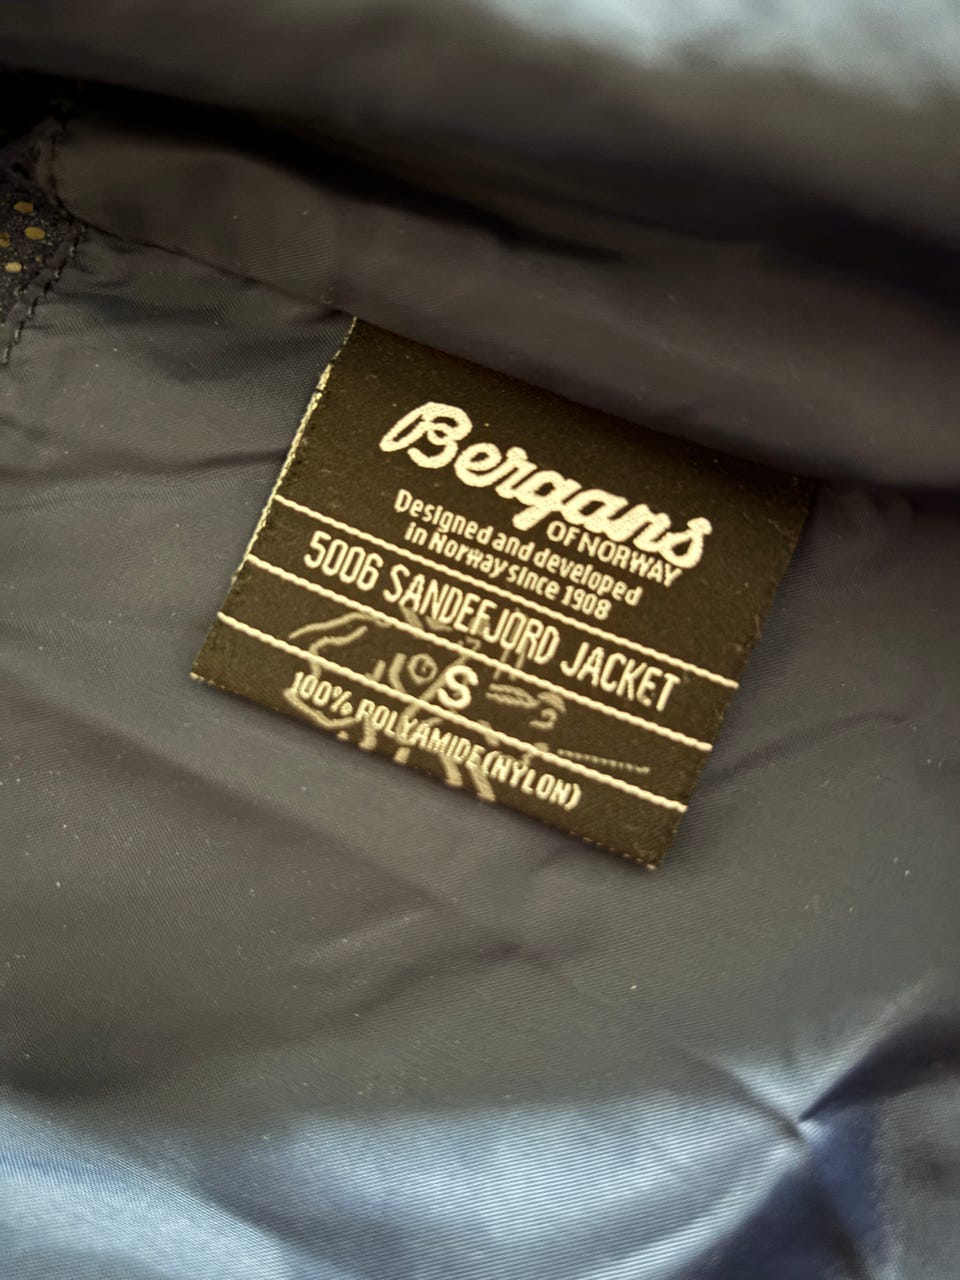 Bergans
OF NORWAY
Designed and developed
in Norway since 1908
5006 SANDEFJORD JACKET
S
100% POLYAMIDE (NYLON)